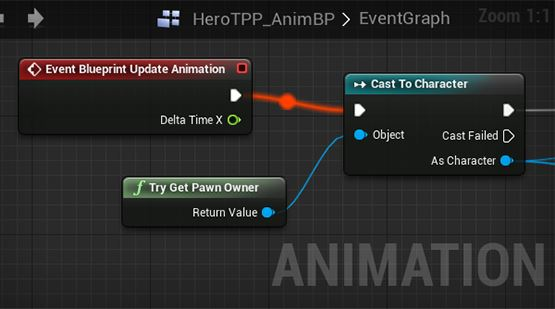 HeroTPP_AnimBP > EventGraph
Zoom 1:1
Event Blueprint Update Animation
Delta Time X
Cast To Character
Object
Cast Failed
As Character
f Try Get Pawn Owner
Return Value
ANIMATION